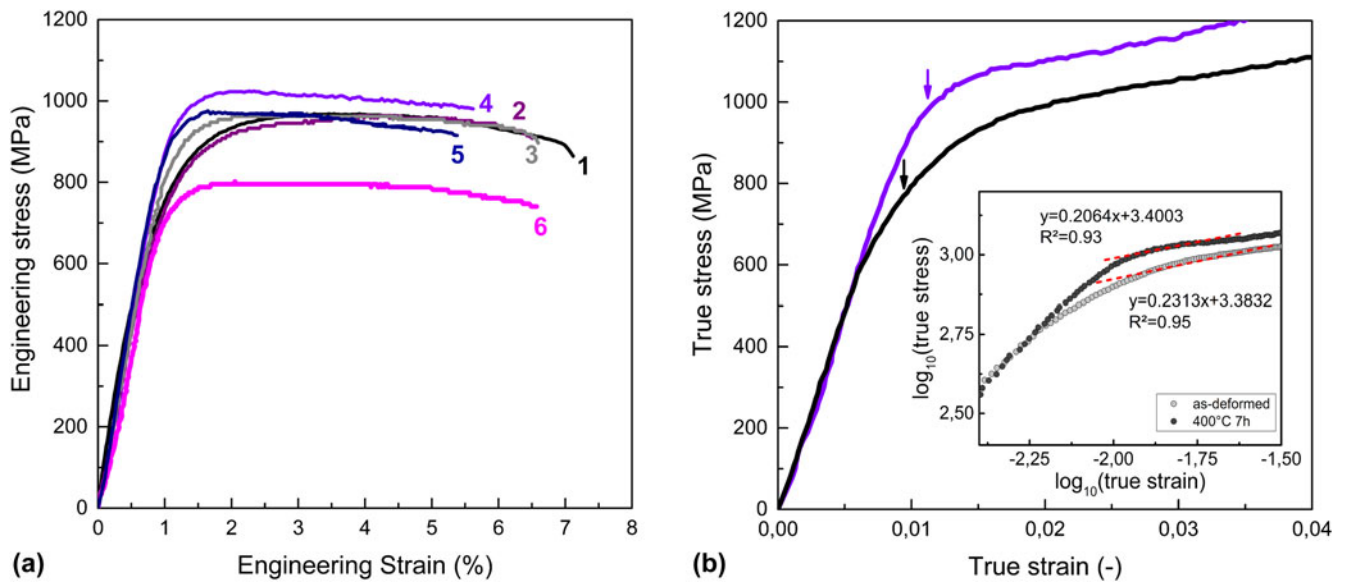 1200
1000
800
600
400
200
0
0 1 2 3 4 5 6 7 8
Engineering stress (MPa)
Engineering Strain (%)
4
2
5
3
1
6
(a)
1200
1000
800
600
400
200
0
0,00 0,01 0,02 0,03 0,04
True stress (MPa)
True strain (-)
y=0.2064x+3.4003
R²=0.93
y=0.2313x+3.3832
R²=0.95
3,00
2,75
2,50
log10(true stress)
as-deformed
400°C 7h
-2,25 -2,00 -1,75 -1,50
log10(true strain)
(b)